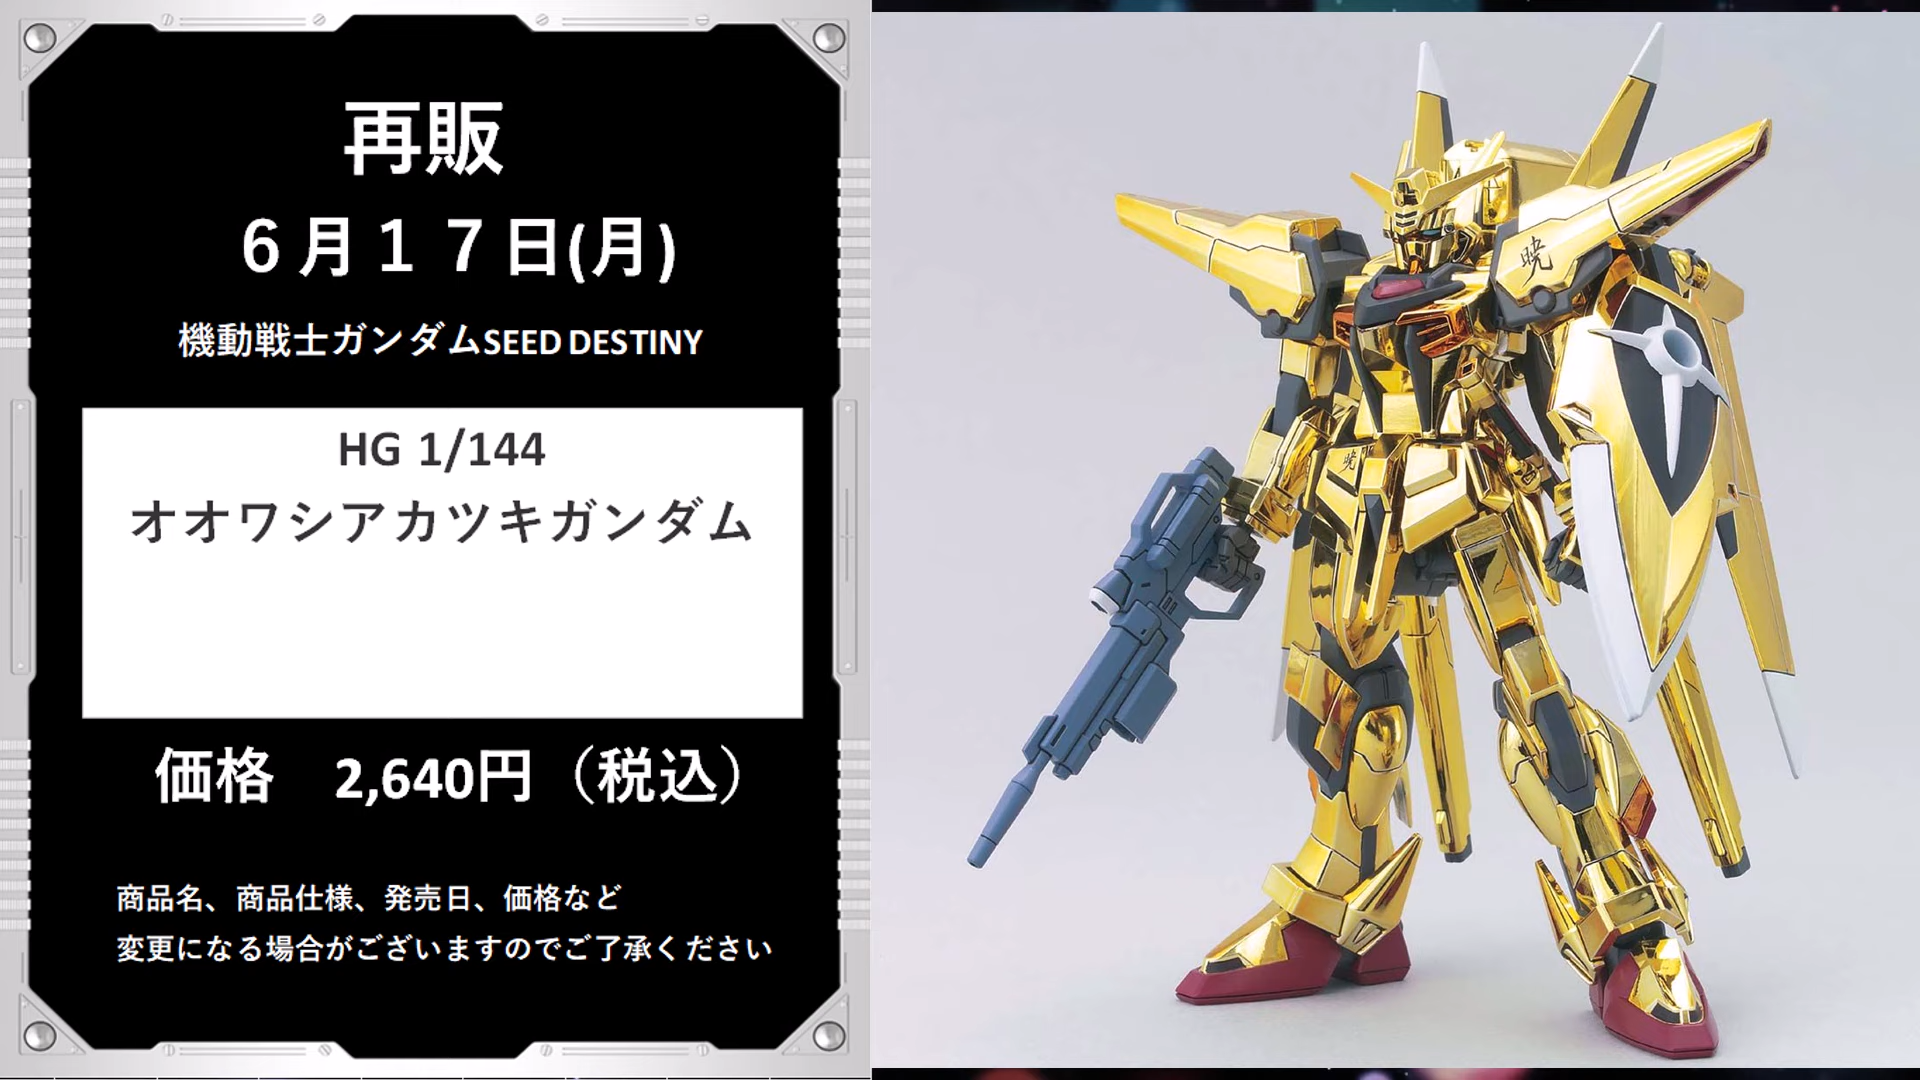 再販
６月１７日(月)
機動戦士ガンダムSEED DESTINY
HG 1/144
オオワシアカツキガンダム
価格　2,640円（税込）
商品名、商品仕様、発売日、価格など
変更になる場合がございますのでご了承ください
暁
暁